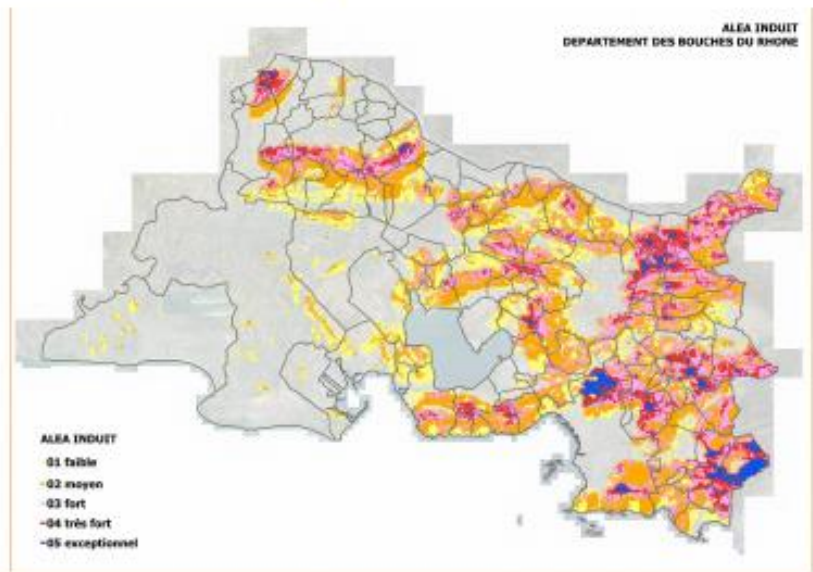 ALEA INDUIT
DEPARTEMENT DES BOUCHES DU RHONE
ALEA INDUIT
01 faible
02 moyen
03 fort
04 très fort
05 exceptionnel